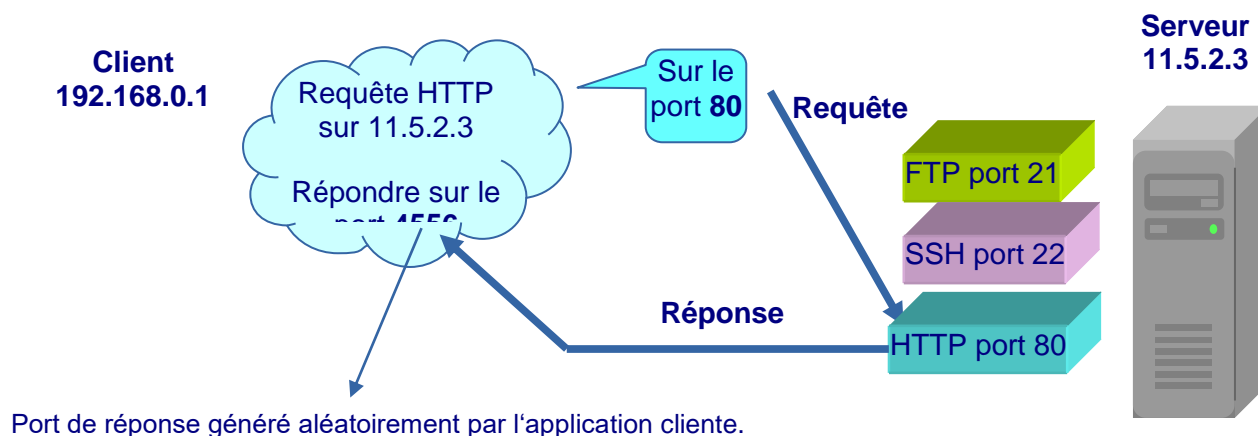 Client
192.168.0.1
Requête HTTP
sur 11.5.2.3
Répondre sur le
port 4556
Sur le
port 80
Requête
Serveur
11.5.2.3
FTP port 21
SSH port 22
HTTP port 80
Réponse
Port de réponse généré aléatoirement par l‘application cliente.